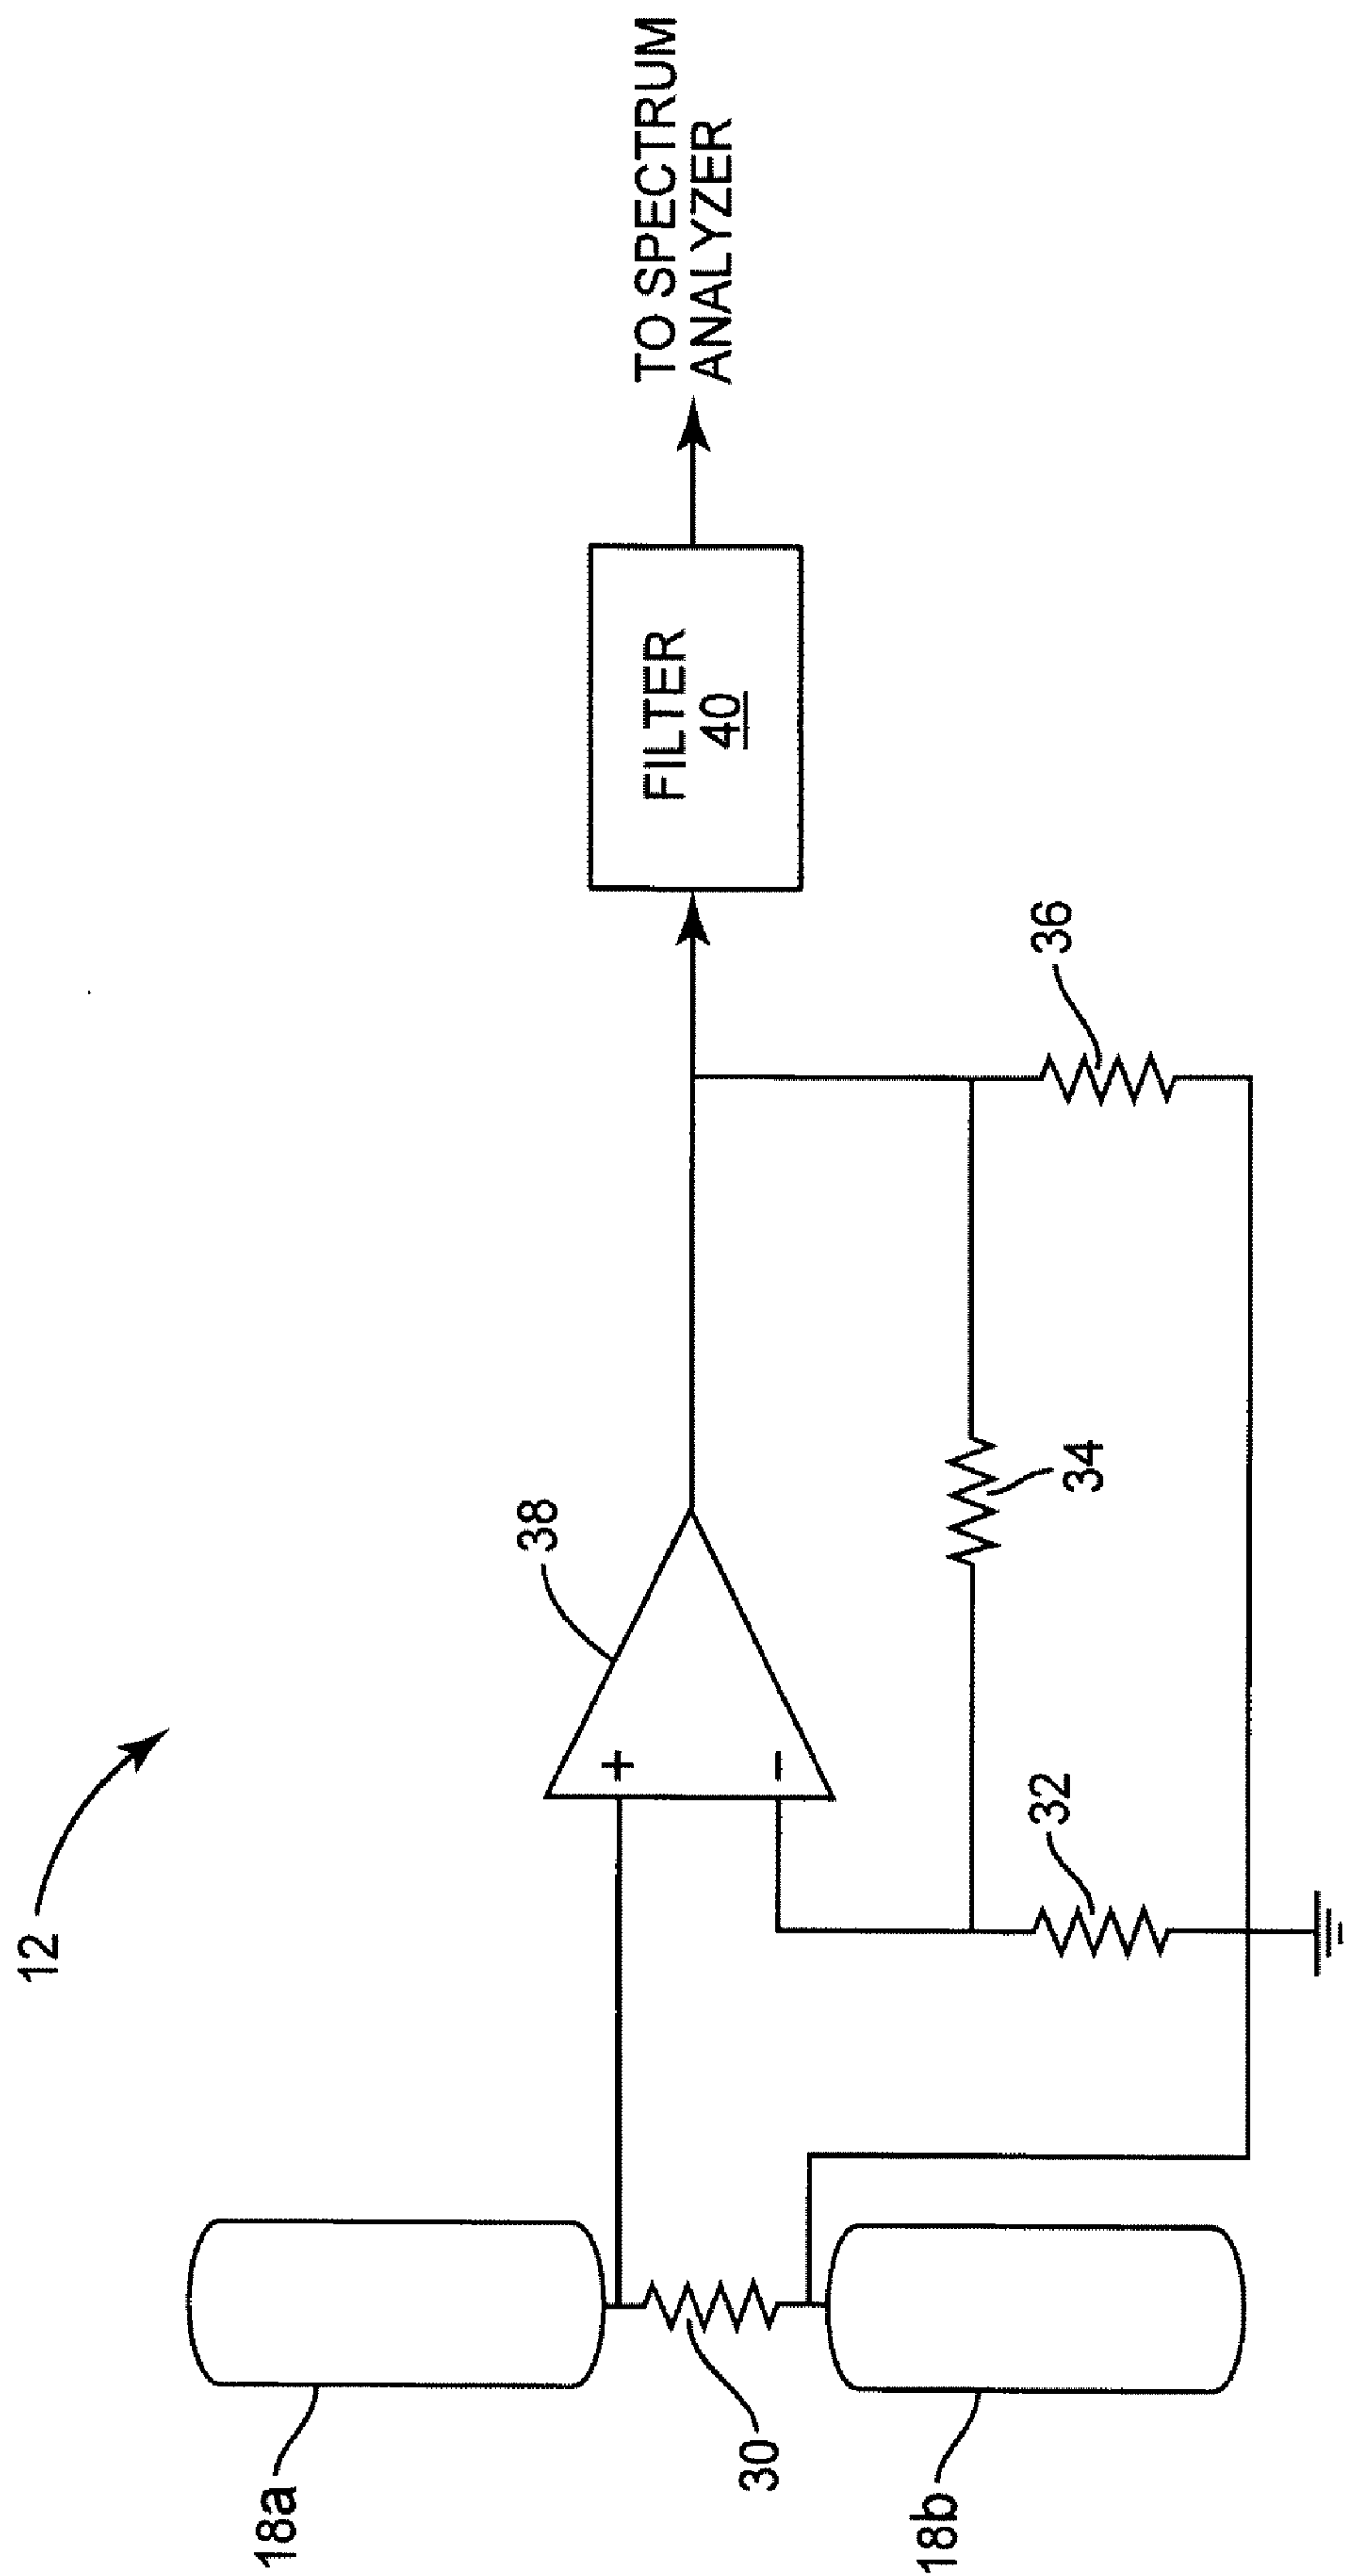 12
18a
30
18b
38
+
−
32
34
36
FILTER
40
TO SPECTRUM
ANALYZER